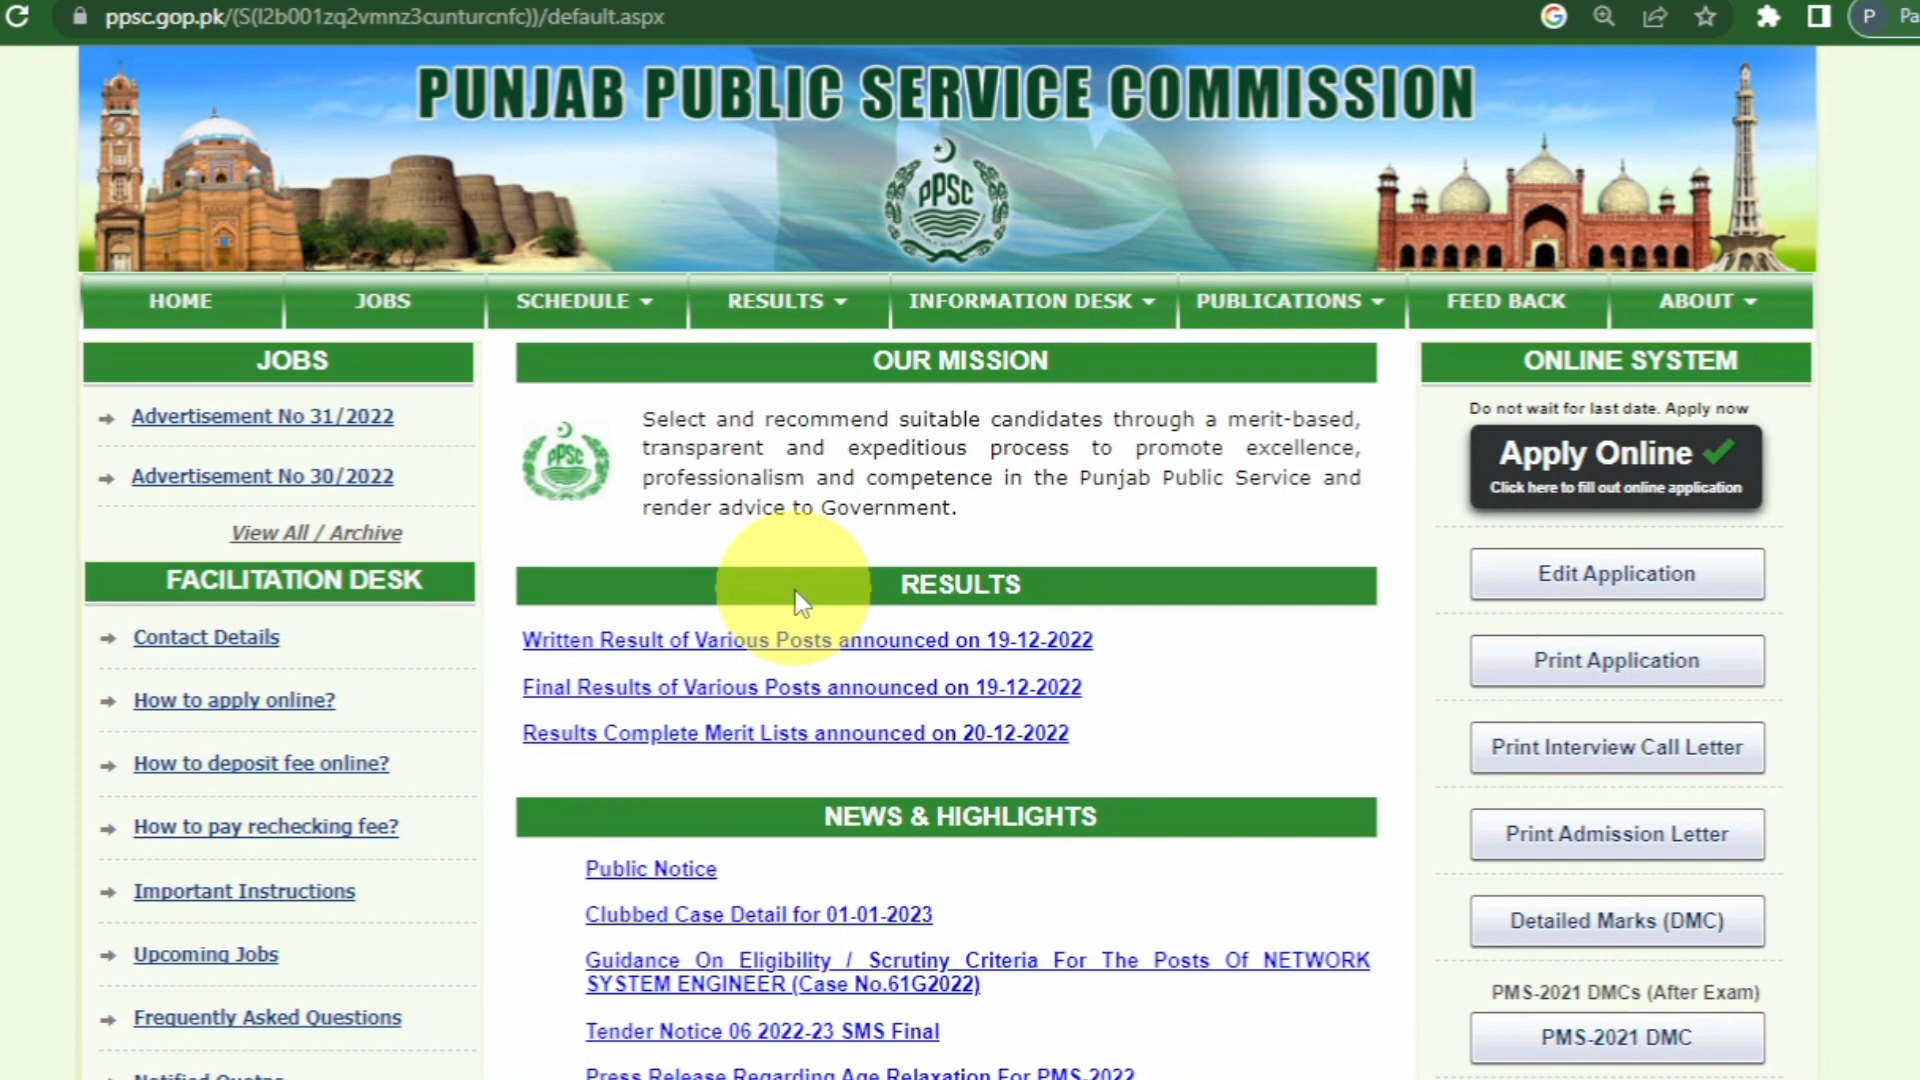 ppsc.gop.pk/(S(l2b001zq2vmnz3cunturcnfc))/default.aspx
P
Pa
PUNJAB PUBLIC SERVICE COMMISSION
PPSC
HOME
JOBS
SCHEDULE
RESULTS
INFORMATION DESK
PUBLICATIONS
FEED BACK
ABOUT
JOBS
Advertisement No 31/2022
Advertisement No 30/2022
View All / Archive
FACILITATION DESK
Contact Details
How to apply online?
How to deposit fee online?
How to pay rechecking fee?
Important Instructions
Upcoming Jobs
Frequently Asked Questions
OUR MISSION
PPSC
Select and recommend suitable candidates through a merit-based,
transparent and expeditious process to promote excellence,
professionalism and competence in the Punjab Public Service and
render advice to Government.
RESULTS
Written Result of Various Posts announced on 19-12-2022
Final Results of Various Posts announced on 19-12-2022
Results Complete Merit Lists announced on 20-12-2022
NEWS & HIGHLIGHTS
Public Notice
Clubbed Case Detail for 01-01-2023
Guidance On Eligibility / Scrutiny Criteria For The Posts Of NETWORK
SYSTEM ENGINEER (Case No.61G2022)
Tender Notice 06 2022-23 SMS Final
Press Release Regarding Age Relaxation For PMS-2022
ONLINE SYSTEM
Do not wait for last date. Apply now
Apply Online
Click here to fill out online application
Edit Application
Print Application
Print Interview Call Letter
Print Admission Letter
Detailed Marks (DMC)
PMS-2021 DMCs (After Exam)
PMS-2021 DMC